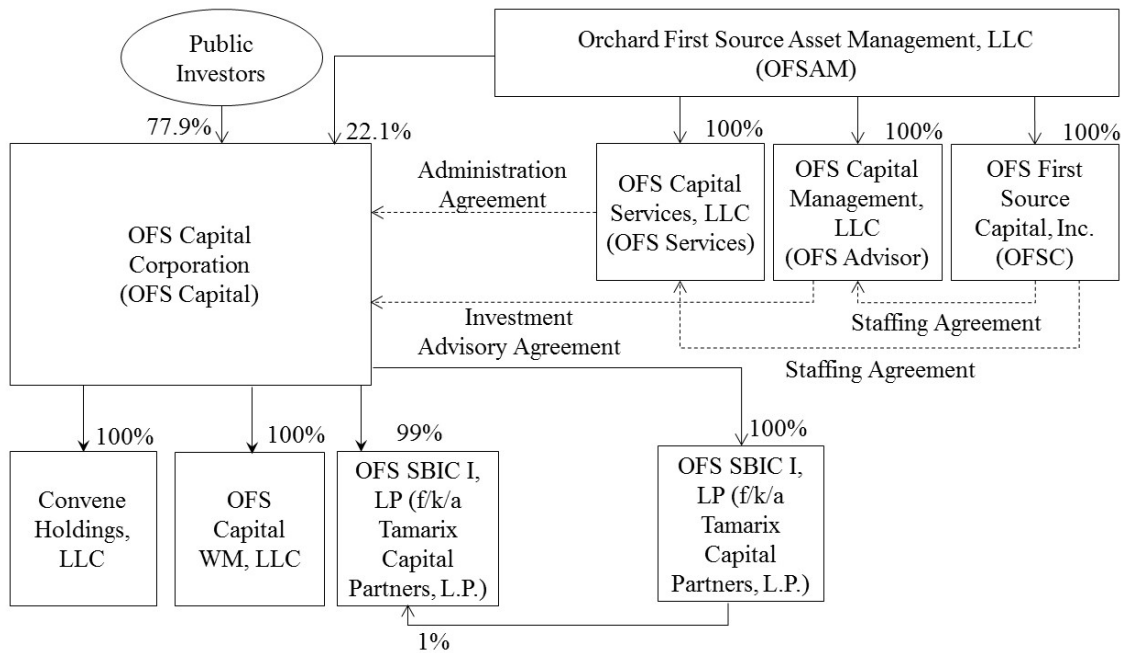 Public
Investors
Orchard First Source Asset Management, LLC
(OFSAM)
77.9%
22.1%
100%
100%
100%
OFS Capital
Corporation
(OFS Capital)
Administration
Agreement
OFS Capital
Services, LLC
(OFS Services)
OFS Capital
Management,
LLC
(OFS Advisor)
OFS First
Source
Capital, Inc.
(OFSC)
Investment
Advisory Agreement
Staffing Agreement
Staffing Agreement
100%
100%
99%
100%
Convene
Holdings,
LLC
OFS
Capital
WM, LLC
OFS SBIC I,
LP (f/k/a
Tamarix
Capital
Partners, L.P.)
OFS SBIC I,
LP (f/k/a
Tamarix
Capital
Partners, L.P.)
1%